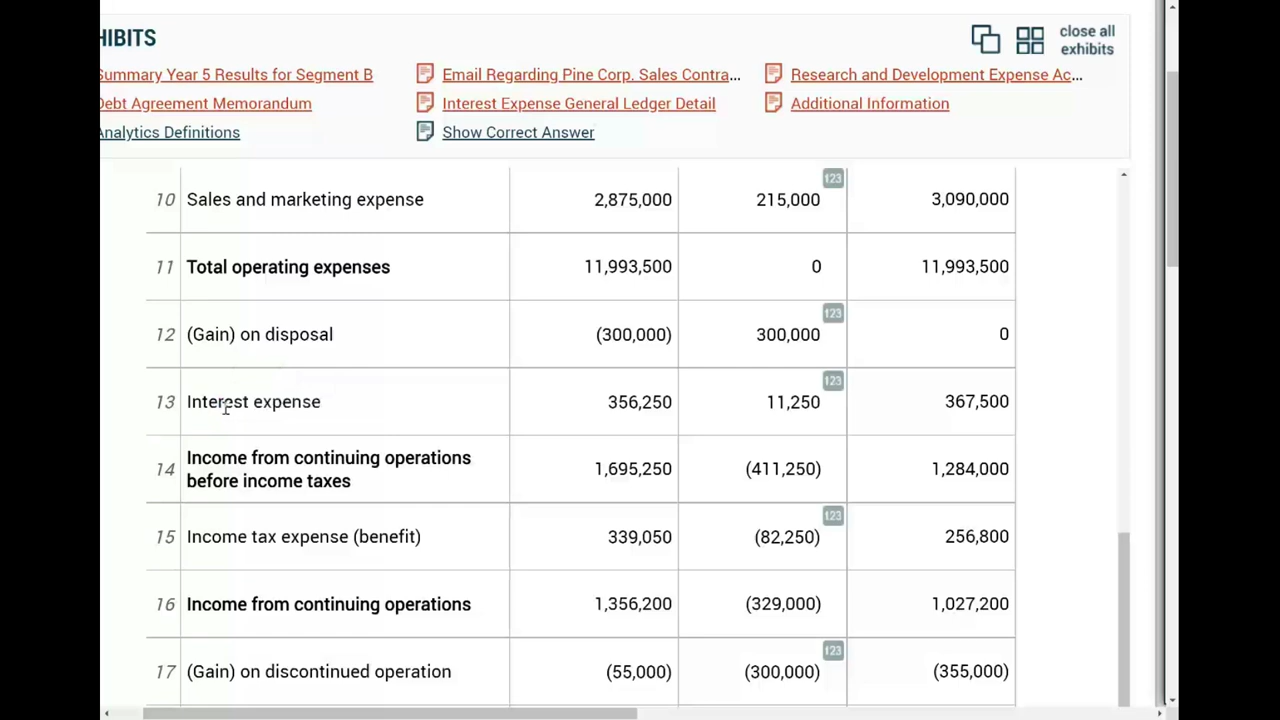 HIBITS
close all
exhibits
Summary Year 5 Results for Segment B
Email Regarding Pine Corp. Sales Contra...
Research and Development Expense Ac...
Debt Agreement Memorandum
Interest Expense General Ledger Detail
Additional Information
Analytics Definitions
Show Correct Answer
123
10 Sales and marketing expense 2,875,000 215,000 3,090,000
11 Total operating expenses 11,993,500 0 11,993,500
123
12 (Gain) on disposal (300,000) 300,000 0
123
13 Interest expense 356,250 11,250 367,500
Income from continuing operations
14 1,695,250 (411,250) 1,284,000
before income taxes
123
15 Income tax expense (benefit) 339,050 (82,250) 256,800
16 Income from continuing operations 1,356,200 (329,000) 1,027,200
123
17 (Gain) on discontinued operation (55,000) (300,000) (355,000)